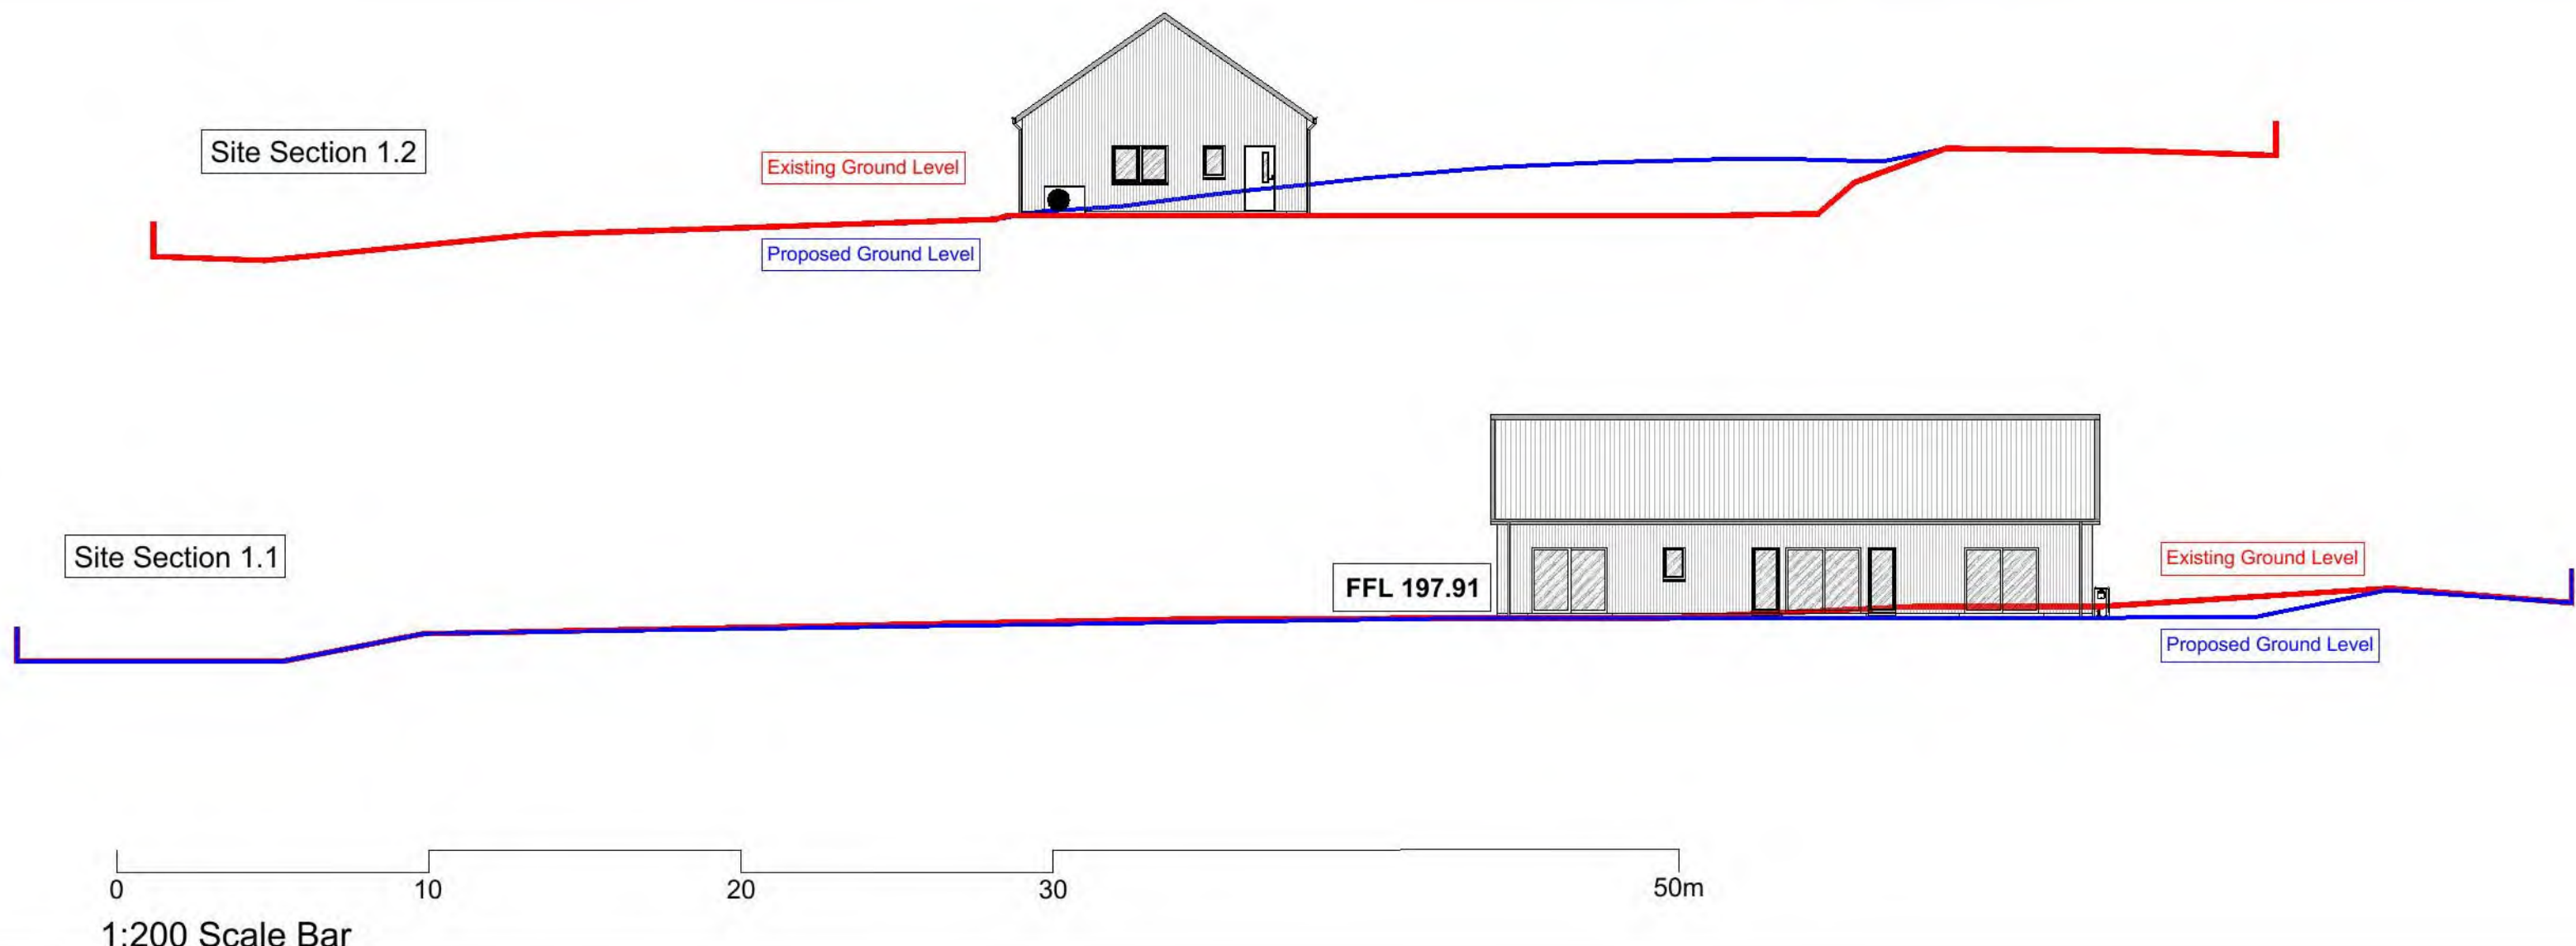 Site Section 1.2
Existing Ground Level
Proposed Ground Level
Site Section 1.1
FFL 197.91
Existing Ground Level
Proposed Ground Level
0 10 20 30 50m
1:200 Scale Bar